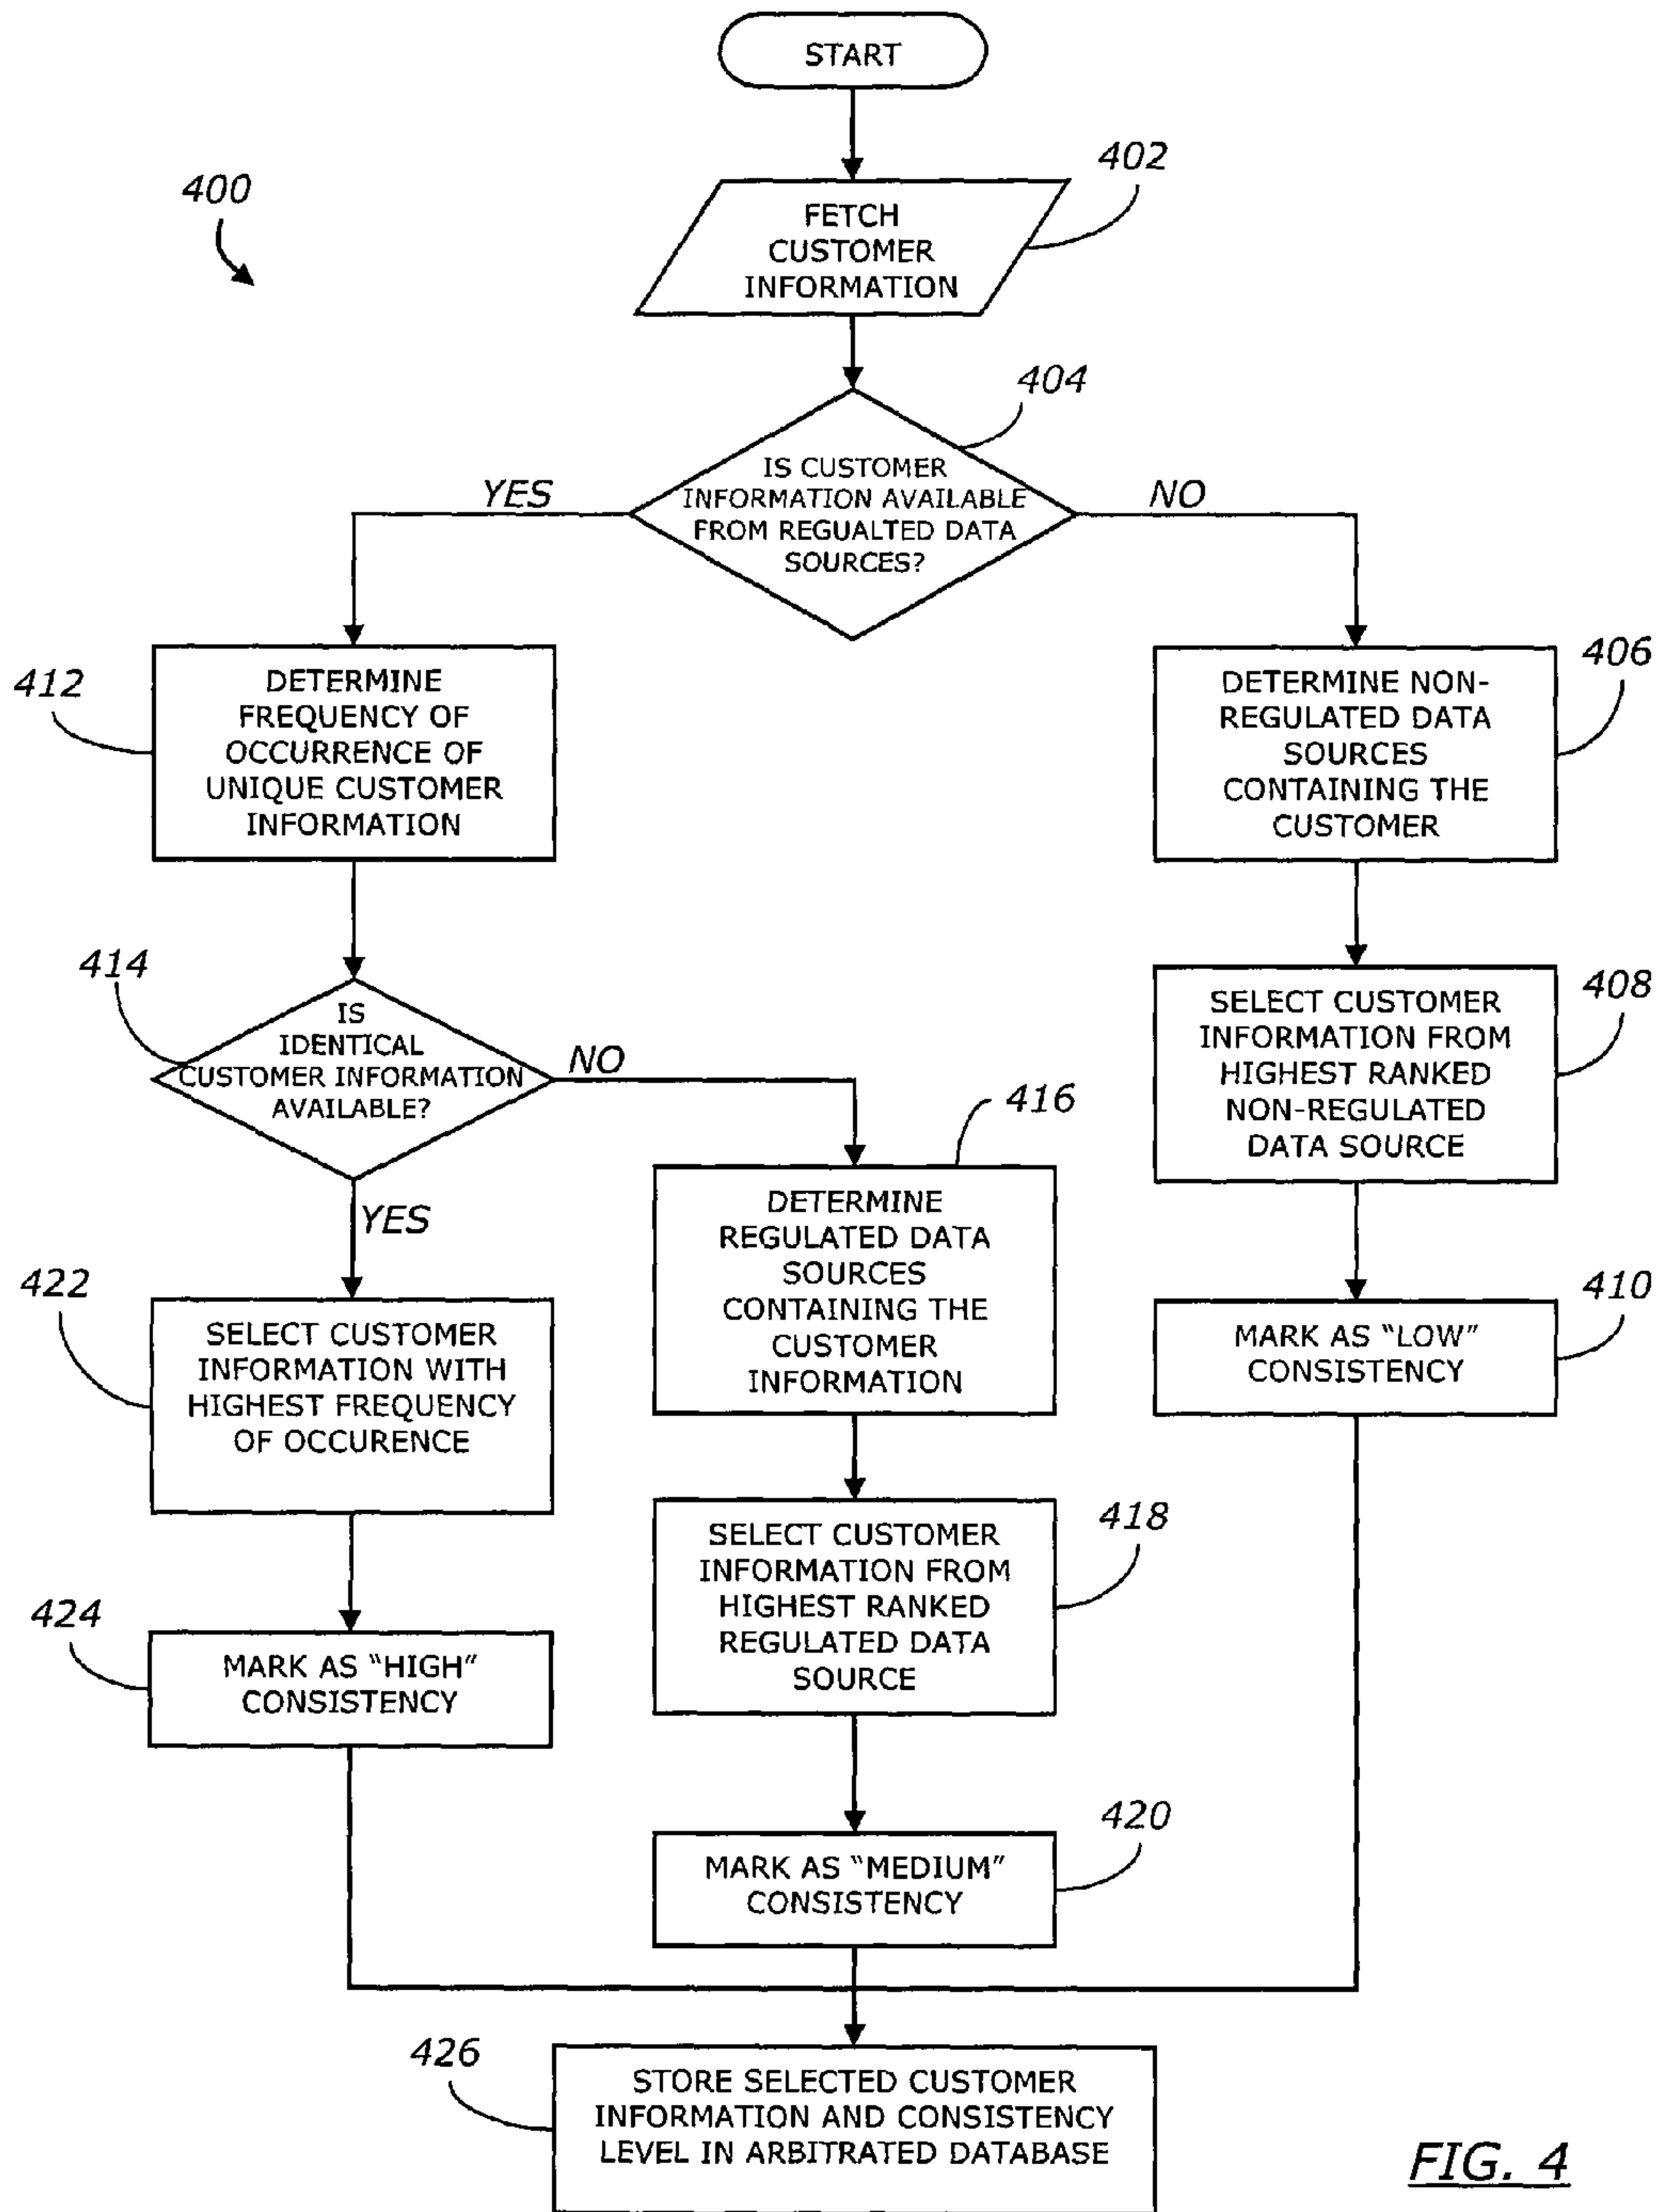 START
400
402
FETCH
CUSTOMER
INFORMATION
404
IS CUSTOMER
INFORMATION AVAILABLE
FROM REGUALTED DATA
SOURCES?
YES
NO
412
DETERMINE
FREQUENCY OF
OCCURRENCE OF
UNIQUE CUSTOMER
INFORMATION
406
DETERMINE NON-
REGULATED DATA
SOURCES
CONTAINING THE
CUSTOMER
414
IS
IDENTICAL
CUSTOMER INFORMATION
AVAILABLE?
NO
YES
408
SELECT CUSTOMER
INFORMATION FROM
HIGHEST RANKED
NON-REGULATED
DATA SOURCE
416
DETERMINE
REGULATED DATA
SOURCES
CONTAINING THE
CUSTOMER
INFORMATION
422
SELECT CUSTOMER
INFORMATION WITH
HIGHEST FREQUENCY
OF OCCURENCE
410
MARK AS “LOW”
CONSISTENCY
418
SELECT CUSTOMER
INFORMATION FROM
HIGHEST RANKED
REGULATED DATA
SOURCE
424
MARK AS “HIGH”
CONSISTENCY
420
MARK AS “MEDIUM”
CONSISTENCY
426
STORE SELECTED CUSTOMER
INFORMATION AND CONSISTENCY
LEVEL IN ARBITRATED DATABASE
FIG. 4